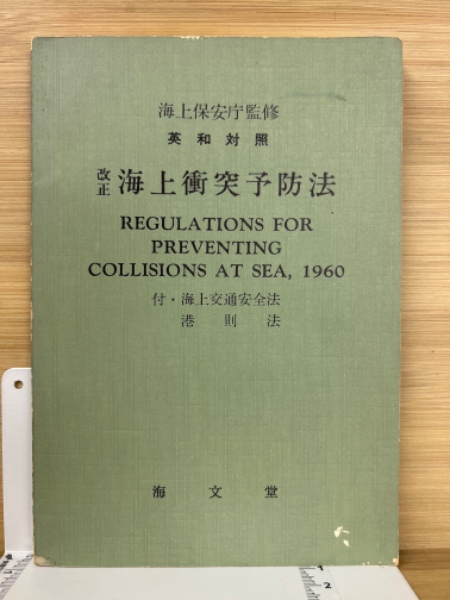 海上保安庁監修
英和対照
改正 海上衝突予防法
REGULATIONS FOR
PREVENTING
COLLISIONS AT SEA, 1960
付・海上交通安全法
港則法
海文堂
1
2